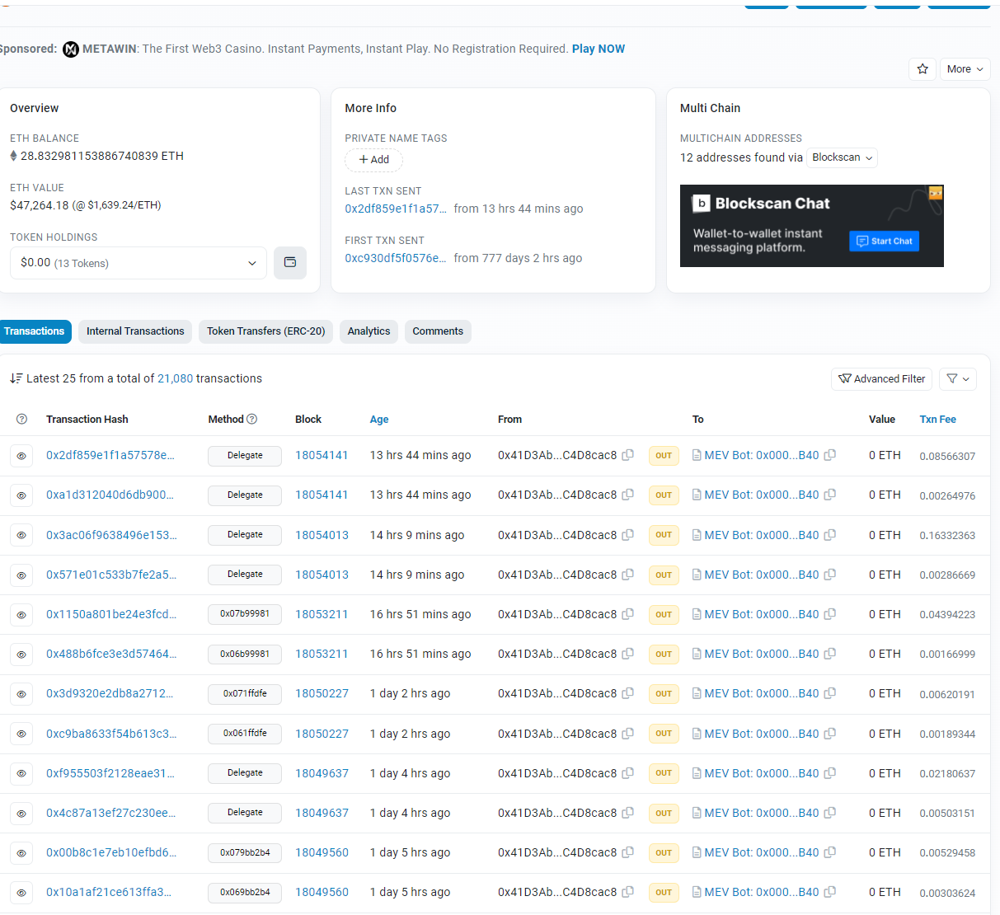 Sponsored: METAWIN: The First Web3 Casino. Instant Payments, Instant Play. No Registration Required. Play NOW
More
Overview
ETH BALANCE
28.832981153886740839 ETH
ETH VALUE
$47,264.18 (@ $1,639.24/ETH)
TOKEN HOLDINGS
$0.00 (13 Tokens)
More Info
PRIVATE NAME TAGS
+ Add
LAST TXN SENT
0x2df859e1f1a57... from 13 hrs 44 mins ago
FIRST TXN SENT
0xc930df5f0576e... from 777 days 2 hrs ago
Multi Chain
MULTICHAIN ADDRESSES
12 addresses found via Blockscan
b Blockscan Chat
Wallet-to-wallet instant
messaging platform.
Start Chat
Transactions Internal Transactions Token Transfers (ERC-20) Analytics Comments
Latest 25 from a total of 21,080 transactions
Advanced Filter
Transaction Hash Method Block Age From To Value Txn Fee
0x2df859e1f1a57578e... Delegate 18054141 13 hrs 44 mins ago 0x41D3Ab...C4D8cac8 OUT MEV Bot: 0x000...B40 0 ETH 0.08566307
0xa1d312040d6db900... Delegate 18054141 13 hrs 44 mins ago 0x41D3Ab...C4D8cac8 OUT MEV Bot: 0x000...B40 0 ETH 0.00264976
0x3ac06f9638496e153... Delegate 18054013 14 hrs 9 mins ago 0x41D3Ab...C4D8cac8 OUT MEV Bot: 0x000...B40 0 ETH 0.16332363
0x571e01c533b7fe2a5... Delegate 18054013 14 hrs 9 mins ago 0x41D3Ab...C4D8cac8 OUT MEV Bot: 0x000...B40 0 ETH 0.00286669
0x1150a801be24e3fcd... 0x07b99981 18053211 16 hrs 51 mins ago 0x41D3Ab...C4D8cac8 OUT MEV Bot: 0x000...B40 0 ETH 0.04394223
0x488b6fce3e3d57464... 0x06b99981 18053211 16 hrs 51 mins ago 0x41D3Ab...C4D8cac8 OUT MEV Bot: 0x000...B40 0 ETH 0.00166999
0x3d9320e2db8a2712... 0x071ffdfe 18050227 1 day 2 hrs ago 0x41D3Ab...C4D8cac8 OUT MEV Bot: 0x000...B40 0 ETH 0.00620191
0xc9ba8633f54b613c3... 0x061ffdfe 18050227 1 day 2 hrs ago 0x41D3Ab...C4D8cac8 OUT MEV Bot: 0x000...B40 0 ETH 0.00189344
0xf955503f2128eae31... Delegate 18049637 1 day 4 hrs ago 0x41D3Ab...C4D8cac8 OUT MEV Bot: 0x000...B40 0 ETH 0.02180637
0x4c87a13ef27c230ee... Delegate 18049637 1 day 4 hrs ago 0x41D3Ab...C4D8cac8 OUT MEV Bot: 0x000...B40 0 ETH 0.00503151
0x00b8c1e7eb10efbd6... 0x079bb2b4 18049560 1 day 5 hrs ago 0x41D3Ab...C4D8cac8 OUT MEV Bot: 0x000...B40 0 ETH 0.00529458
0x10a1af21ce613ffa3... 0x069bb2b4 18049560 1 day 5 hrs ago 0x41D3Ab...C4D8cac8 OUT MEV Bot: 0x000...B40 0 ETH 0.00303624